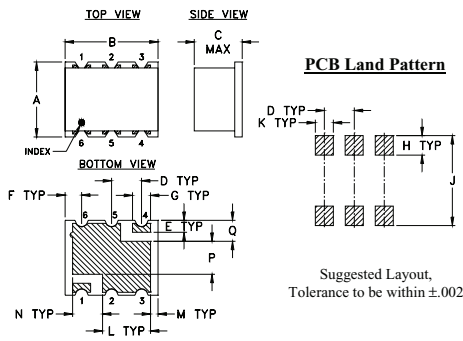 TOP VIEW
SIDE VIEW
B
C
MAX
1 2 3
A
INDEX
6 5 4
PCB Land Pattern
D TYP
K TYP
H TYP
J
BOTTOM VIEW
D TYP
F TYP
G TYP
6 5 4
E TYP
Q
P
1 2 3
N TYP
M TYP
L TYP
Suggested Layout,
Tolerance to be within ±.002